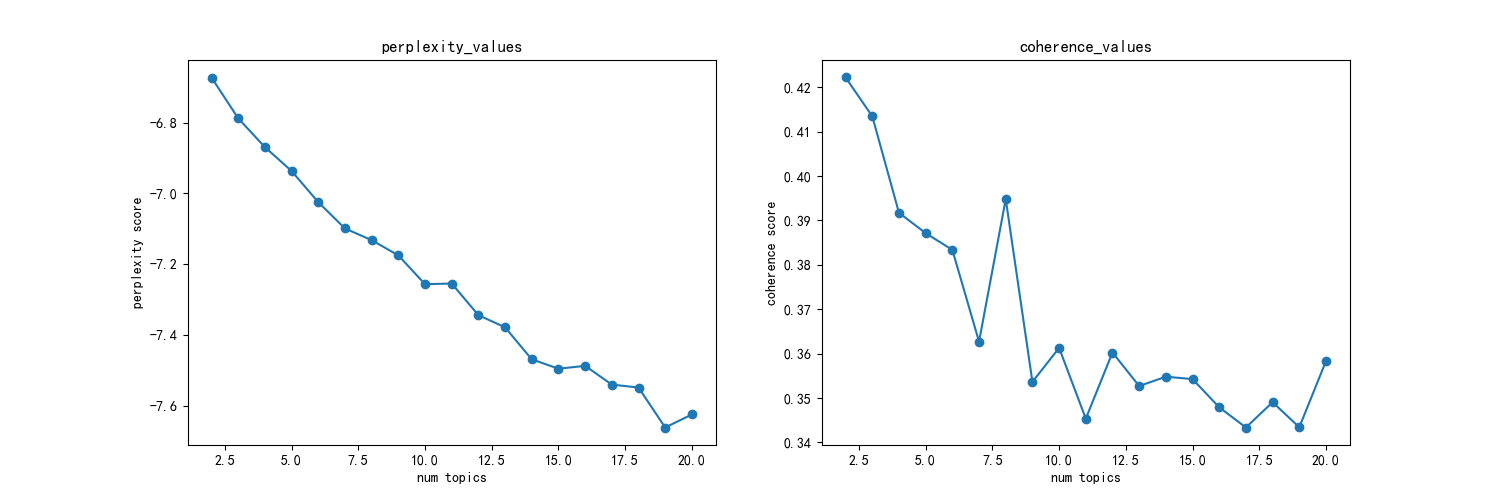 perplexity_values
perplexity score
-6.8
-7.0
-7.2
-7.4
-7.6
2.5 5.0 7.5 10.0 12.5 15.0 17.5 20.0
num topics
coherence_values
coherence score
0.42
0.41
0.40
0.39
0.38
0.37
0.36
0.35
0.34
2.5 5.0 7.5 10.0 12.5 15.0 17.5 20.0
num topics